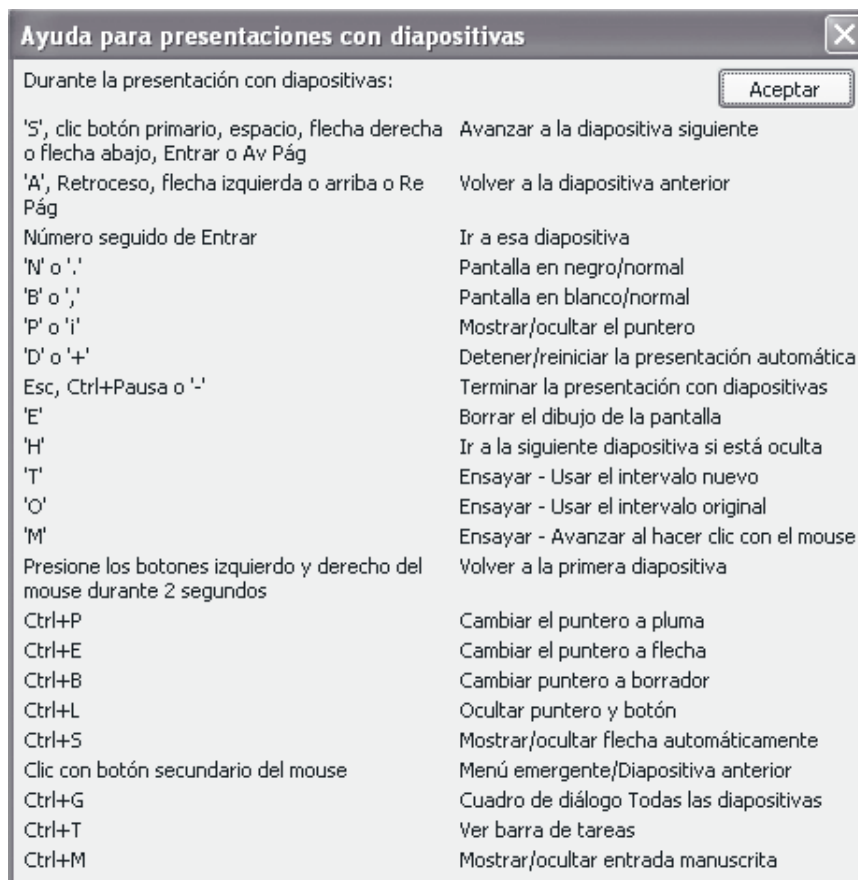 Ayuda para presentaciones con diapositivas
Durante la presentación con diapositivas:
Aceptar
'S', clic botón primario, espacio, flecha derecha Avanzar a la diapositiva siguiente
o flecha abajo, Entrar o Av Pág
'A', Retroceso, flecha izquierda o arriba o Re Volver a la diapositiva anterior
Pág
Número seguido de Entrar Ir a esa diapositiva
'N' o '.' Pantalla en negro/normal
'B' o ',' Pantalla en blanco/normal
'P' o 'i' Mostrar/ocultar el puntero
'D' o '+' Detener/reiniciar la presentación automática
Esc, Ctrl+Pausa o '-' Terminar la presentación con diapositivas
'E' Borrar el dibujo de la pantalla
'H' Ir a la siguiente diapositiva si está oculta
'T' Ensayar - Usar el intervalo nuevo
'O' Ensayar - Usar el intervalo original
'M' Ensayar - Avanzar al hacer clic con el mouse
Presione los botones izquierdo y derecho del Volver a la primera diapositiva
mouse durante 2 segundos
Ctrl+P Cambiar el puntero a pluma
Ctrl+E Cambiar el puntero a flecha
Ctrl+B Cambiar puntero a borrador
Ctrl+L Ocultar puntero y botón
Ctrl+S Mostrar/ocultar flecha automáticamente
Clic con botón secundario del mouse Menú emergente/Diapositiva anterior
Ctrl+G Cuadro de diálogo Todas las diapositivas
Ctrl+T Ver barra de tareas
Ctrl+M Mostrar/ocultar entrada manuscrita